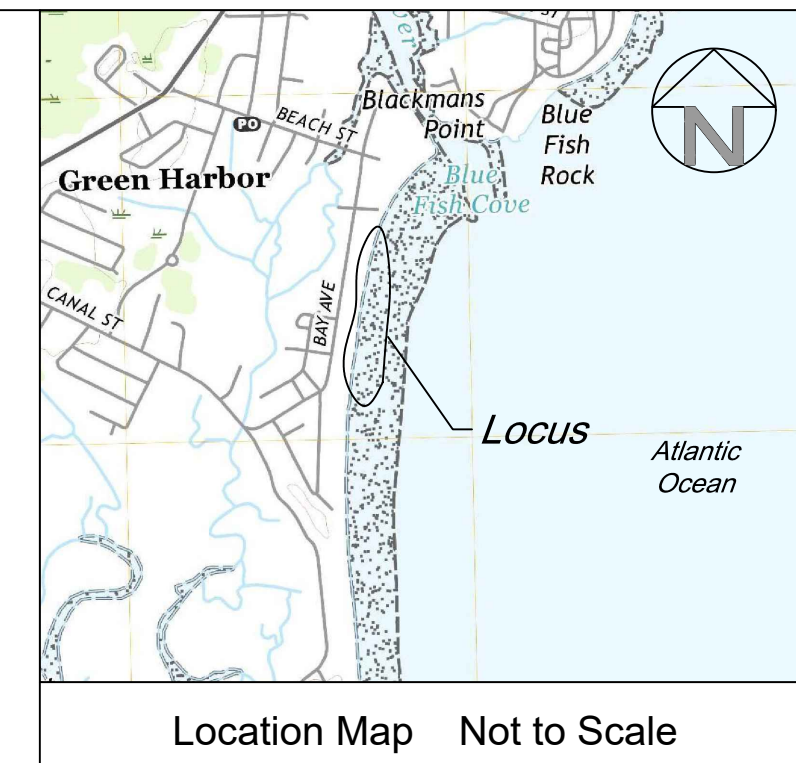 Blackmans
Point
Blue
Fish
Rock
N
PO
BEACH ST
Green Harbor
Blue
Fish Cove
CANAL ST
BAY AVE
Locus
Atlantic
Ocean
Location Map Not to Scale